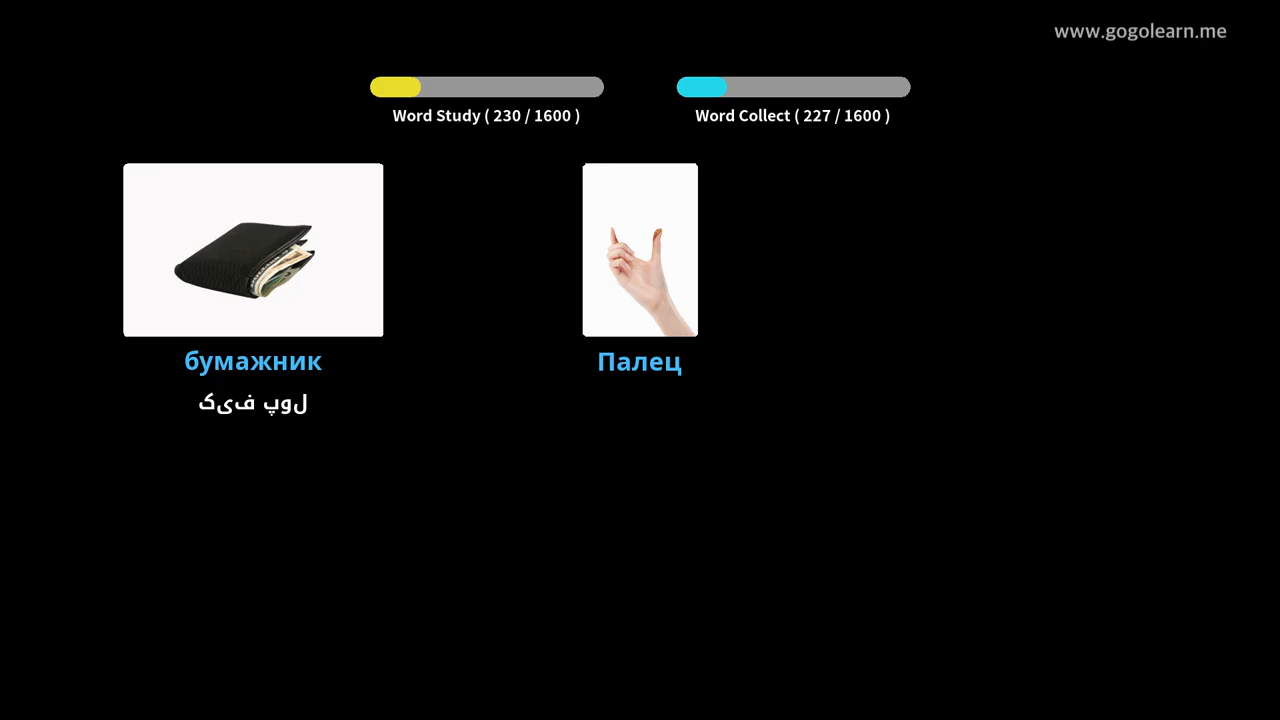 www.gogolearn.me
Word Study ( 230 / 1600 )
Word Collect ( 227 / 1600 )
бумажник
Палец
کیف پول